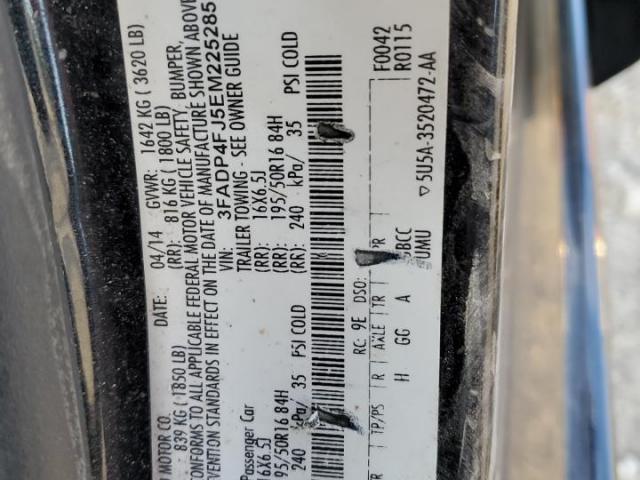 MOTOR CO.
DATE: 04/14 GVWR: 1642 KG ( 3620 LB)
839 KG ( 1850 LB) (RR): 816 KG ( 1800 LB)
CONFORMS TO ALL APPLICABLE FEDERAL MOTOR VEHICLE SAFETY, BUMPER,
PREVENTION STANDARDS IN EFFECT ON THE DATE OF MANUFACTURE SHOWN ABOVE
VIN: 3FADP4FJ5EM225285
Passenger Car TRAILER TOWING - SEE OWNER GUIDE
16X6.5J (RR): 16X6.5J
195/50R16 84H (RR): 195/50R16 84H
240 kPa/ 35 PSI COLD (RR): 240 kPa/ 35 PSI COLD
F0042
RC: 9E DSO: R0115
TP/PS R AXLE TR
H GG A
UMU
▽ 5U5A-3520472-AA